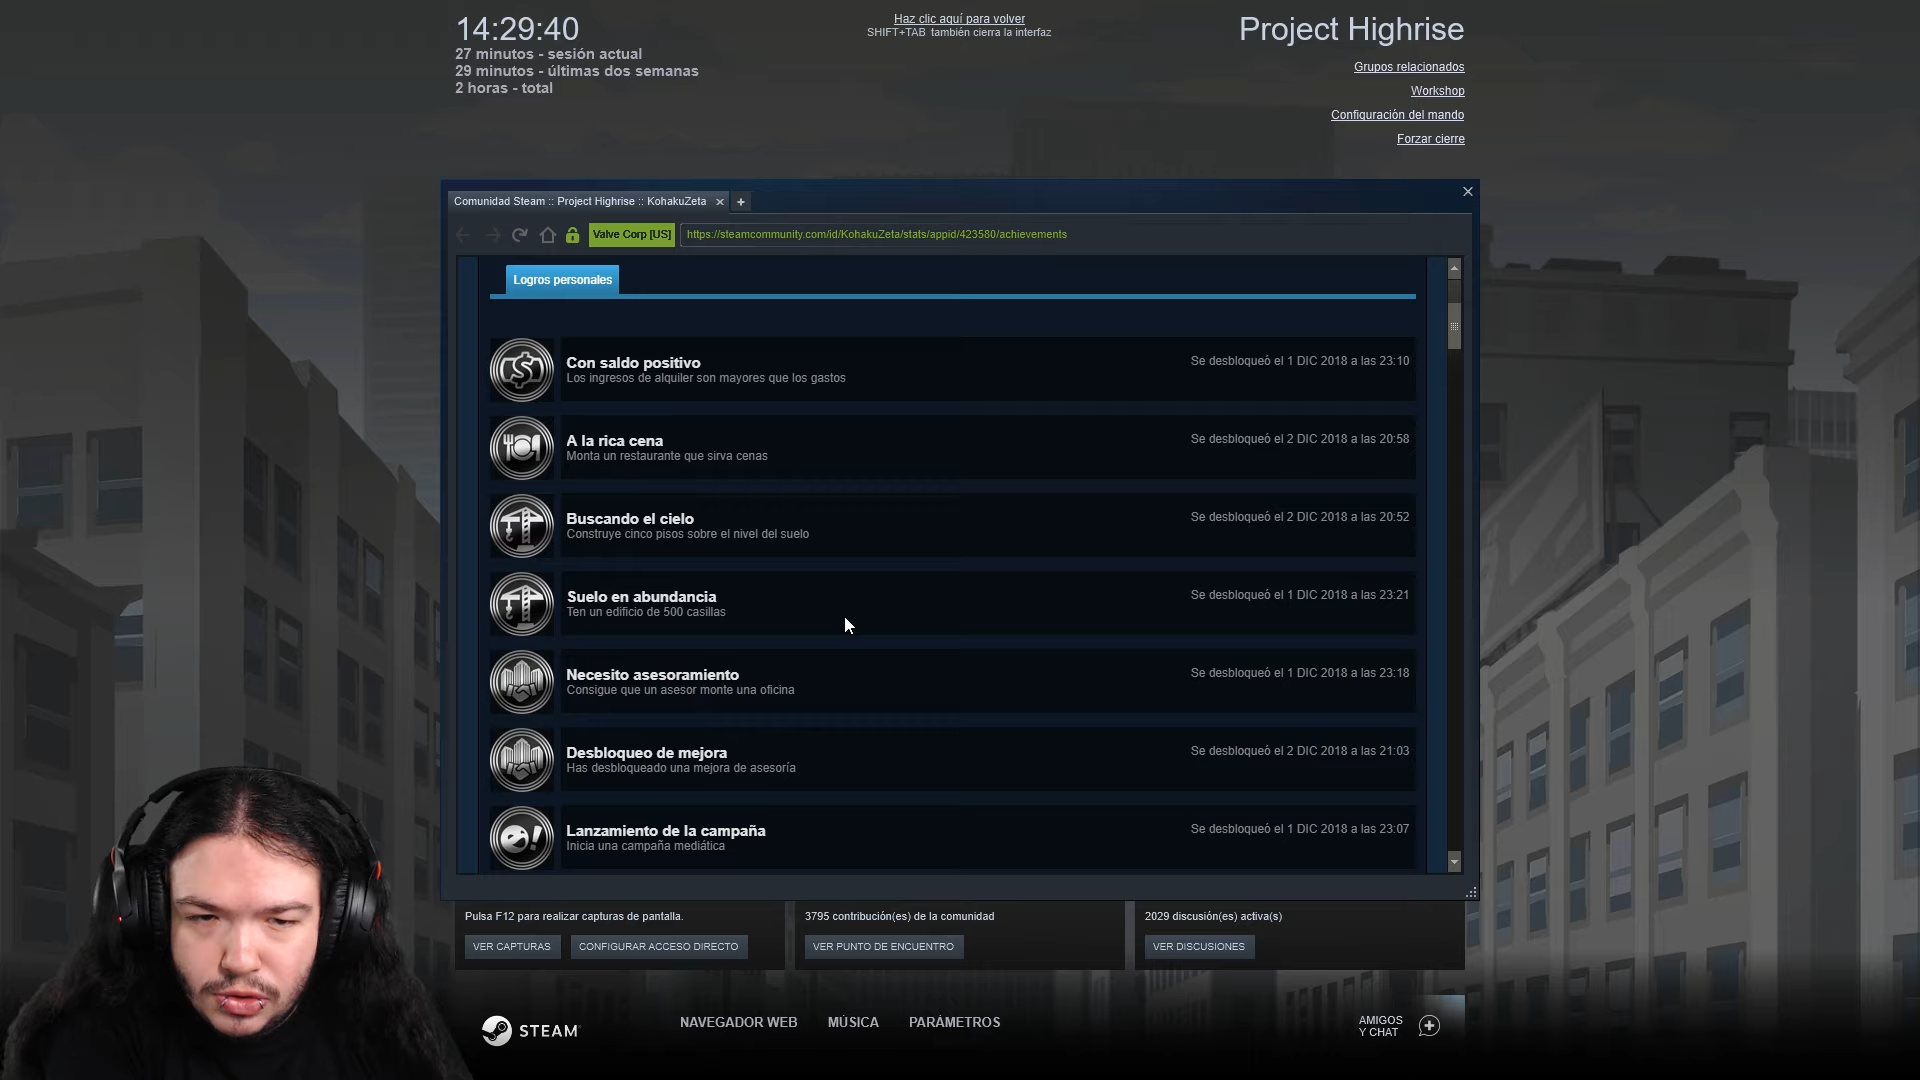 14:29:40
27 minutos - sesión actual
29 minutos - últimas dos semanas
2 horas - total
Haz clic aquí para volver
SHIFT+TAB también cierra la interfaz
Project Highrise
Grupos relacionados
Workshop
Configuración del mando
Forzar cierre
Comunidad Steam :: Project Highrise :: KohakuZeta
Valve Corp [US]
https://steamcommunity.com/id/KohakuZeta/stats/appid/423580/achievements
Logros personales
Con saldo positivo
Los ingresos de alquiler son mayores que los gastos
Se desbloqueó el 1 DIC 2018 a las 23:10
A la rica cena
Monta un restaurante que sirva cenas
Se desbloqueó el 2 DIC 2018 a las 20:58
Buscando el cielo
Construye cinco pisos sobre el nivel del suelo
Se desbloqueó el 2 DIC 2018 a las 20:52
Suelo en abundancia
Ten un edificio de 500 casillas
Se desbloqueó el 1 DIC 2018 a las 23:21
Necesito asesoramiento
Consigue que un asesor monte una oficina
Se desbloqueó el 1 DIC 2018 a las 23:18
Desbloqueo de mejora
Has desbloqueado una mejora de asesoría
Se desbloqueó el 2 DIC 2018 a las 21:03
Lanzamiento de la campaña
Inicia una campaña mediática
Se desbloqueó el 1 DIC 2018 a las 23:07
Pulsa F12 para realizar capturas de pantalla.
VER CAPTURAS
CONFIGURAR ACCESO DIRECTO
3795 contribución(es) de la comunidad
VER PUNTO DE ENCUENTRO
2029 discusión(es) activa(s)
VER DISCUSIONES
STEAM
NAVEGADOR WEB
MÚSICA
PARÁMETROS
AMIGOS
Y CHAT